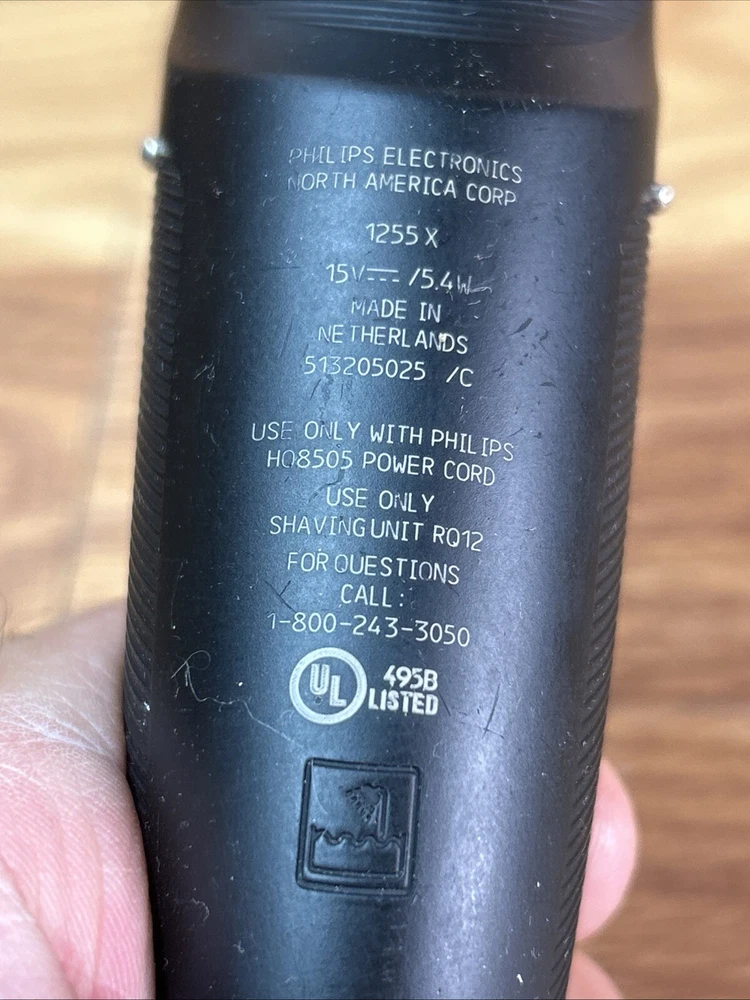 PHILIPS ELECTRONICS
NORTH AMERICA CORP
1255 X
15V⎓ /5.4W
MADE IN
NETHERLANDS
513205025 /C
USE ONLY WITH PHILIPS
HQ8505 POWER CORD
USE ONLY
SHAVING UNIT RQ12
FOR QUESTIONS
CALL:
1-800-243-3050
UL 495B
LISTED